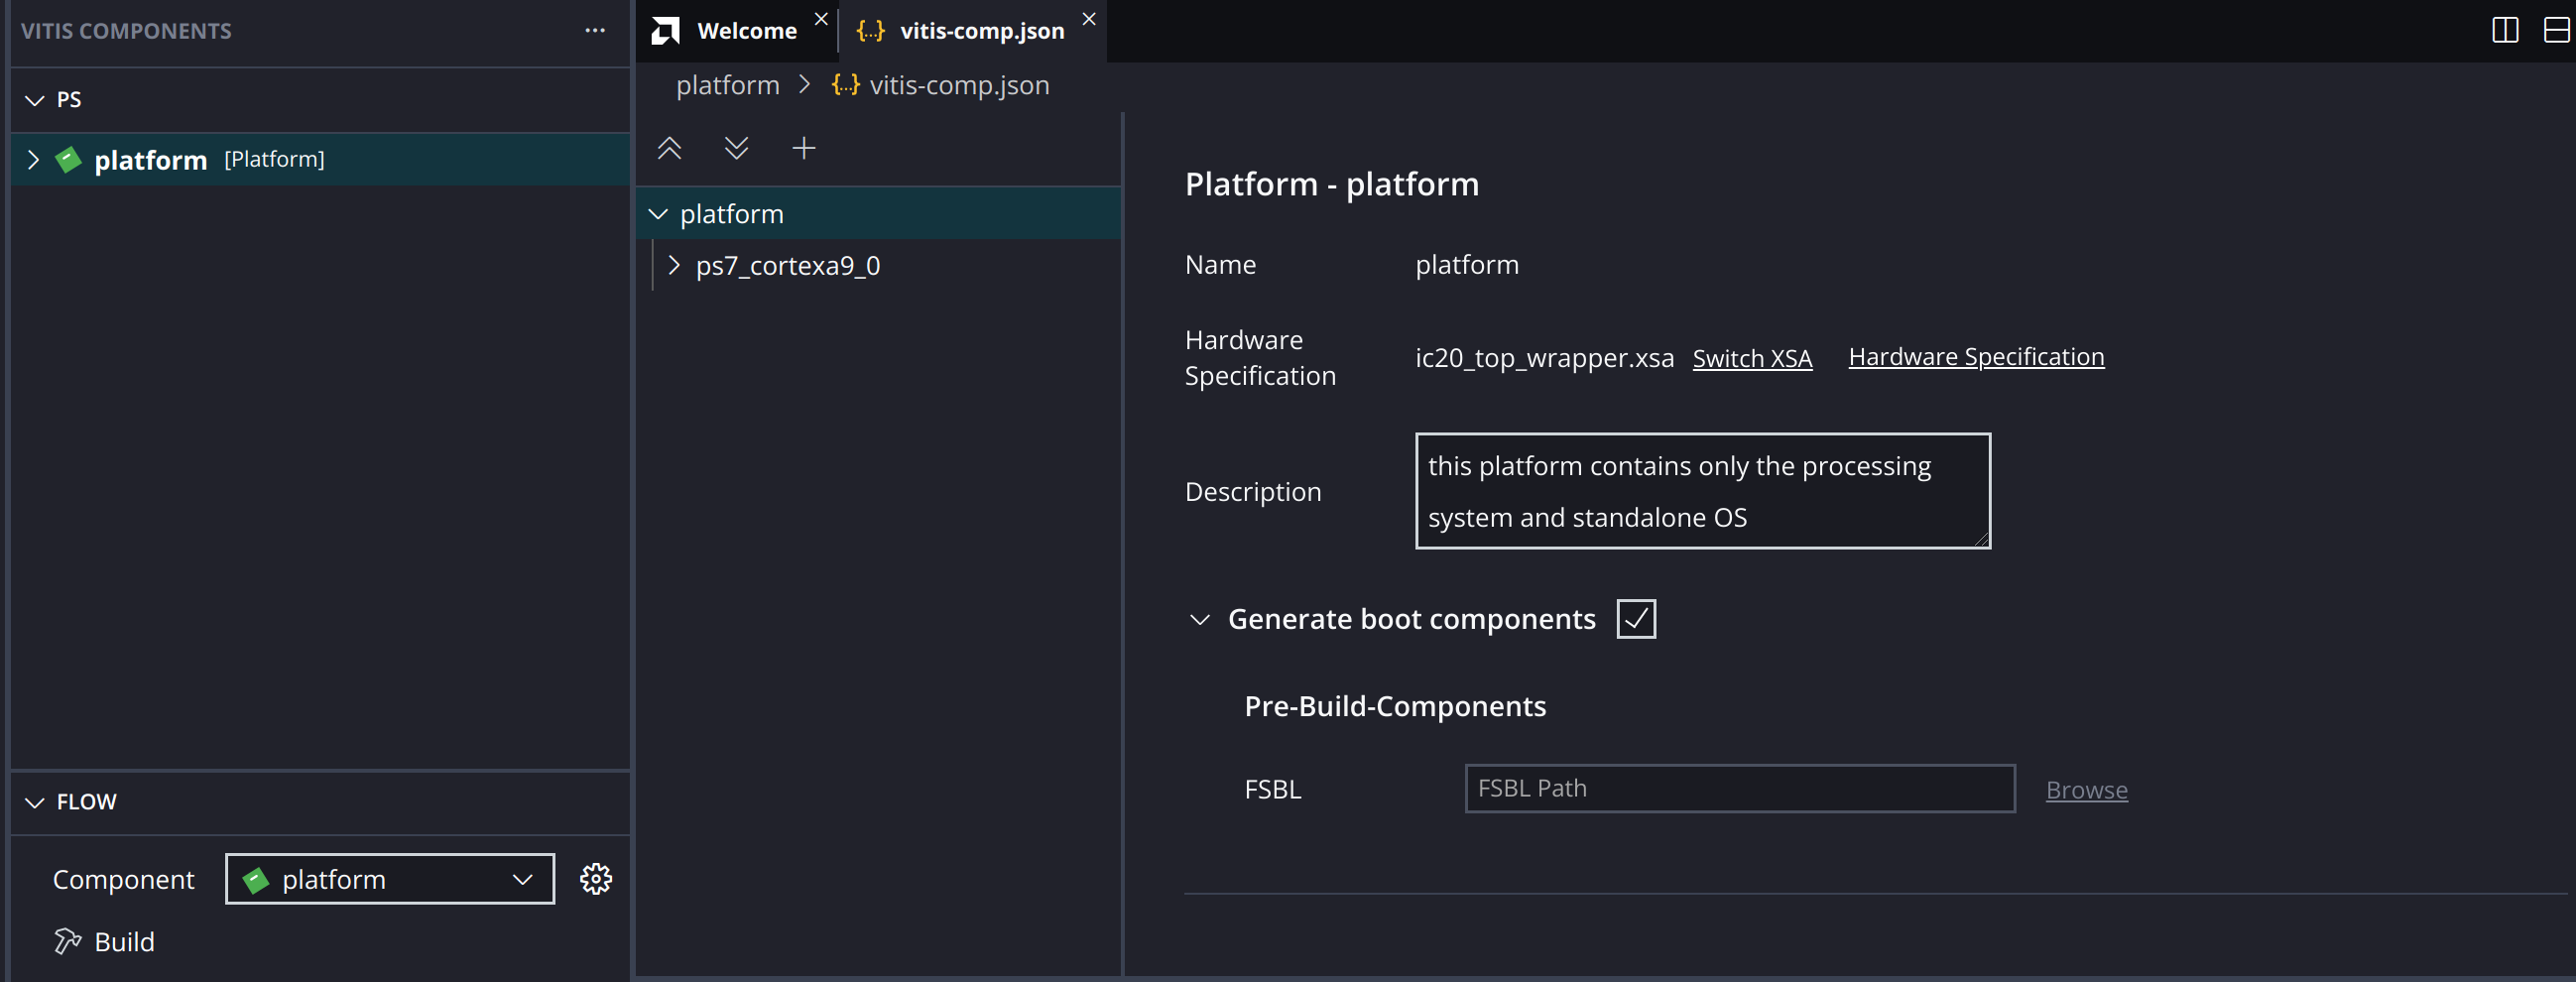 VITIS COMPONENTS
PS
platform [Platform]
FLOW
Component platform
Build
Welcome
{...} vitis-comp.json
platform > {...} vitis-comp.json
platform
ps7_cortexa9_0
Platform - platform
Name platform
Hardware
Specification
ic20_top_wrapper.xsa Switch XSA Hardware Specification
Description
this platform contains only the processing
system and standalone OS
Generate boot components
Pre-Build-Components
FSBL FSBL Path Browse